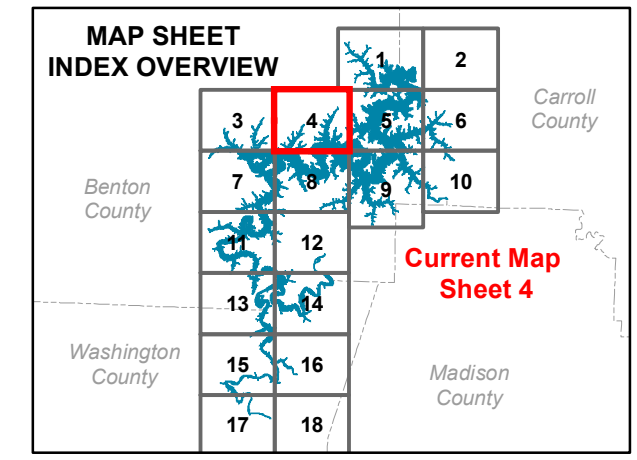 MAP SHEET
INDEX OVERVIEW
1 2
3 4 5 6
Carroll
County
7 8 9 10
Benton
County
11 12
Current Map
Sheet 4
13 14
Washington
County
15 16
Madison
County
17 18